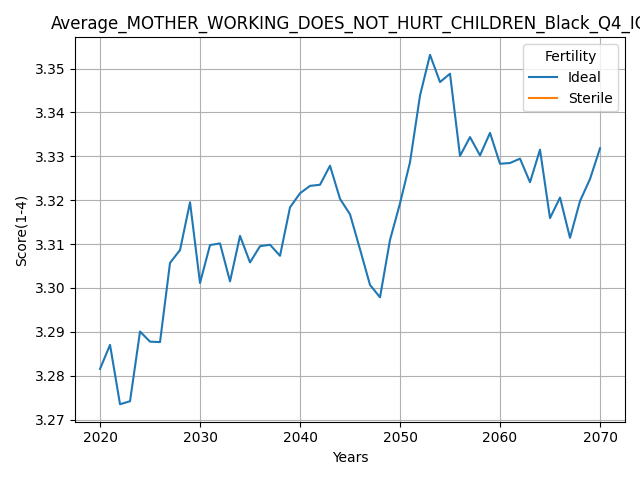 Average_MOTHER_WORKING_DOES_NOT_HURT_CHILDREN_Black_Q4_IC
Fertility
Ideal
Sterile
Score(1-4)
3.35
3.34
3.33
3.32
3.31
3.30
3.29
3.28
3.27
2020 2030 2040 2050 2060 2070
Years